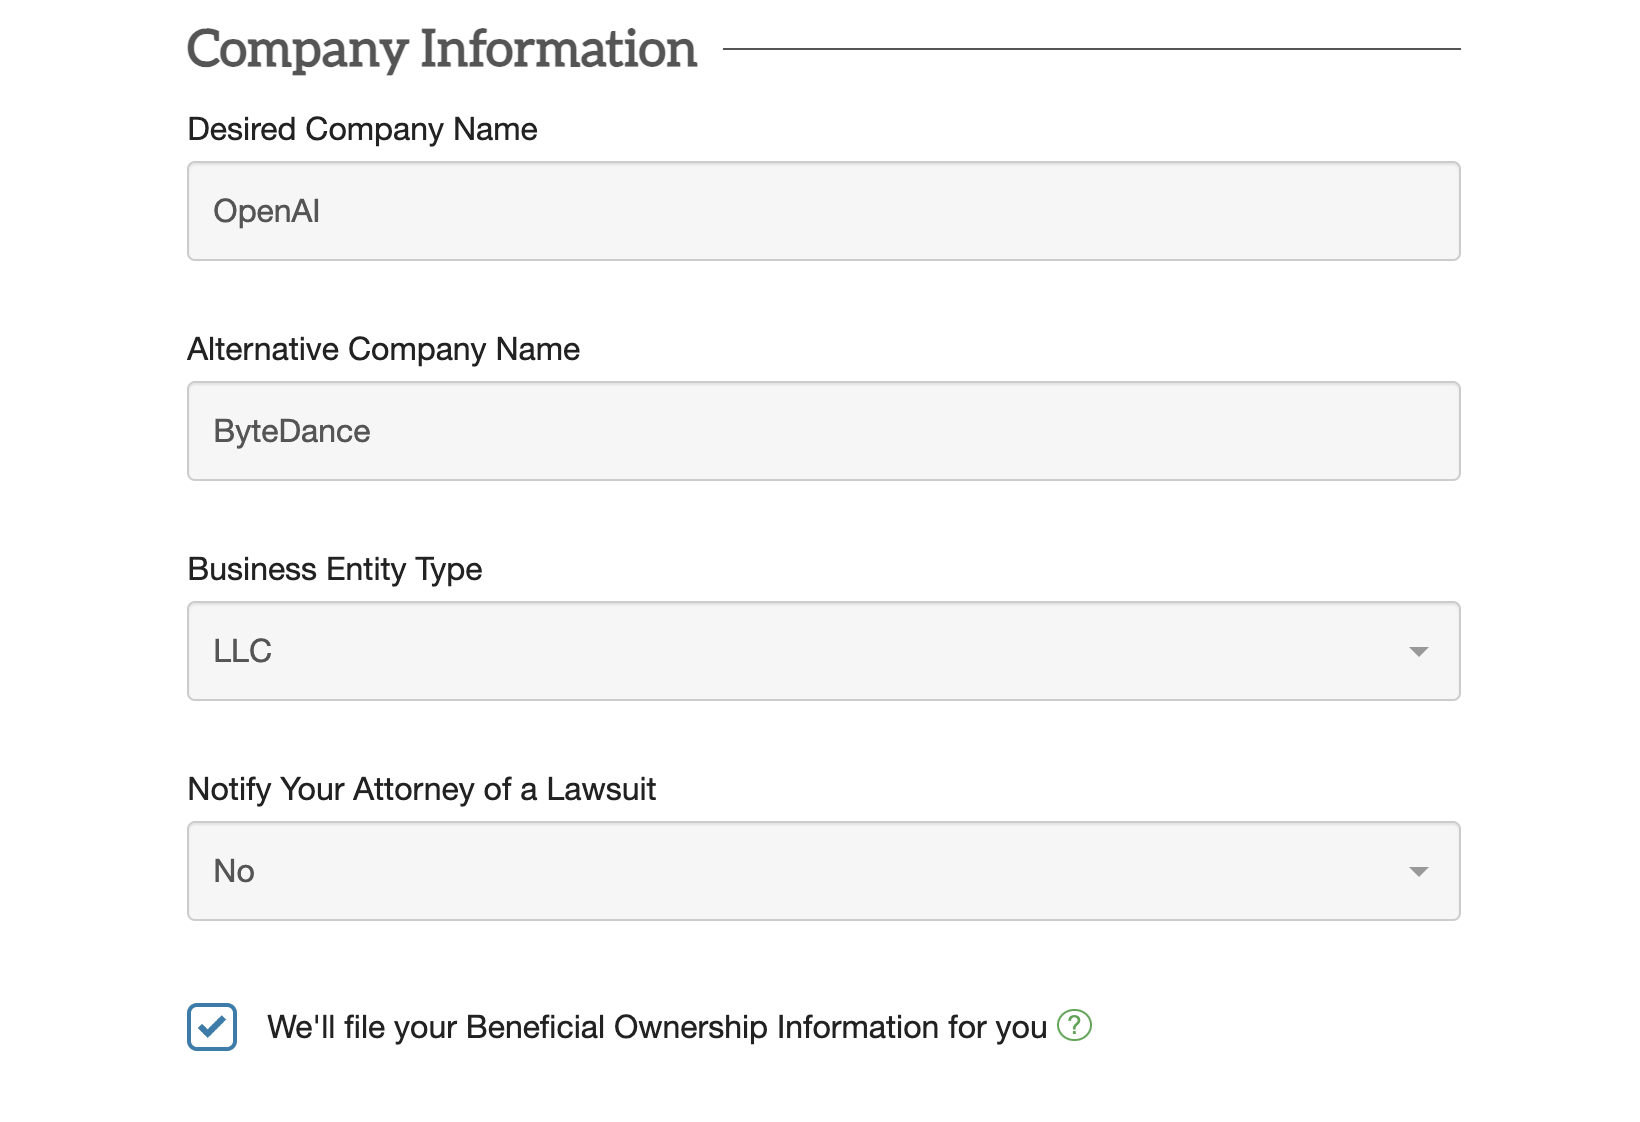 Company Information
Desired Company Name
OpenAI
Alternative Company Name
ByteDance
Business Entity Type
LLC
Notify Your Attorney of a Lawsuit
No
We'll file your Beneficial Ownership Information for you ?